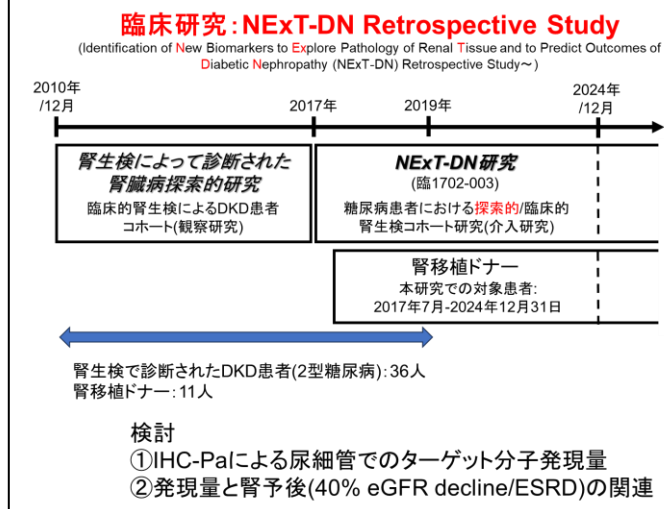 臨床研究：NExT-DN Retrospective Study
(Identification of New Biomarkers to Explore Pathology of Renal Tissue and to Predict Outcomes of
Diabetic Nephropathy (NExT-DN) Retrospective Study～)
2010年
/12月
2017年
2019年
2024年
/12月
腎生検によって診断された
腎臓病探索的研究
臨床的腎生検によるDKD患者
コホート(観察研究)
NExT-DN研究
(臨1702-003)
糖尿病患者における探索的/臨床的
腎生検コホート研究(介入研究)
腎移植ドナー
本研究での対象患者:
2017年7月-2024年12月31日
腎生検で診断されたDKD患者(2型糖尿病)：36人
腎移植ドナー：11人
検討
①IHC-Paによる尿細管でのターゲット分子発現量
②発現量と腎予後(40% eGFR decline/ESRD)の関連